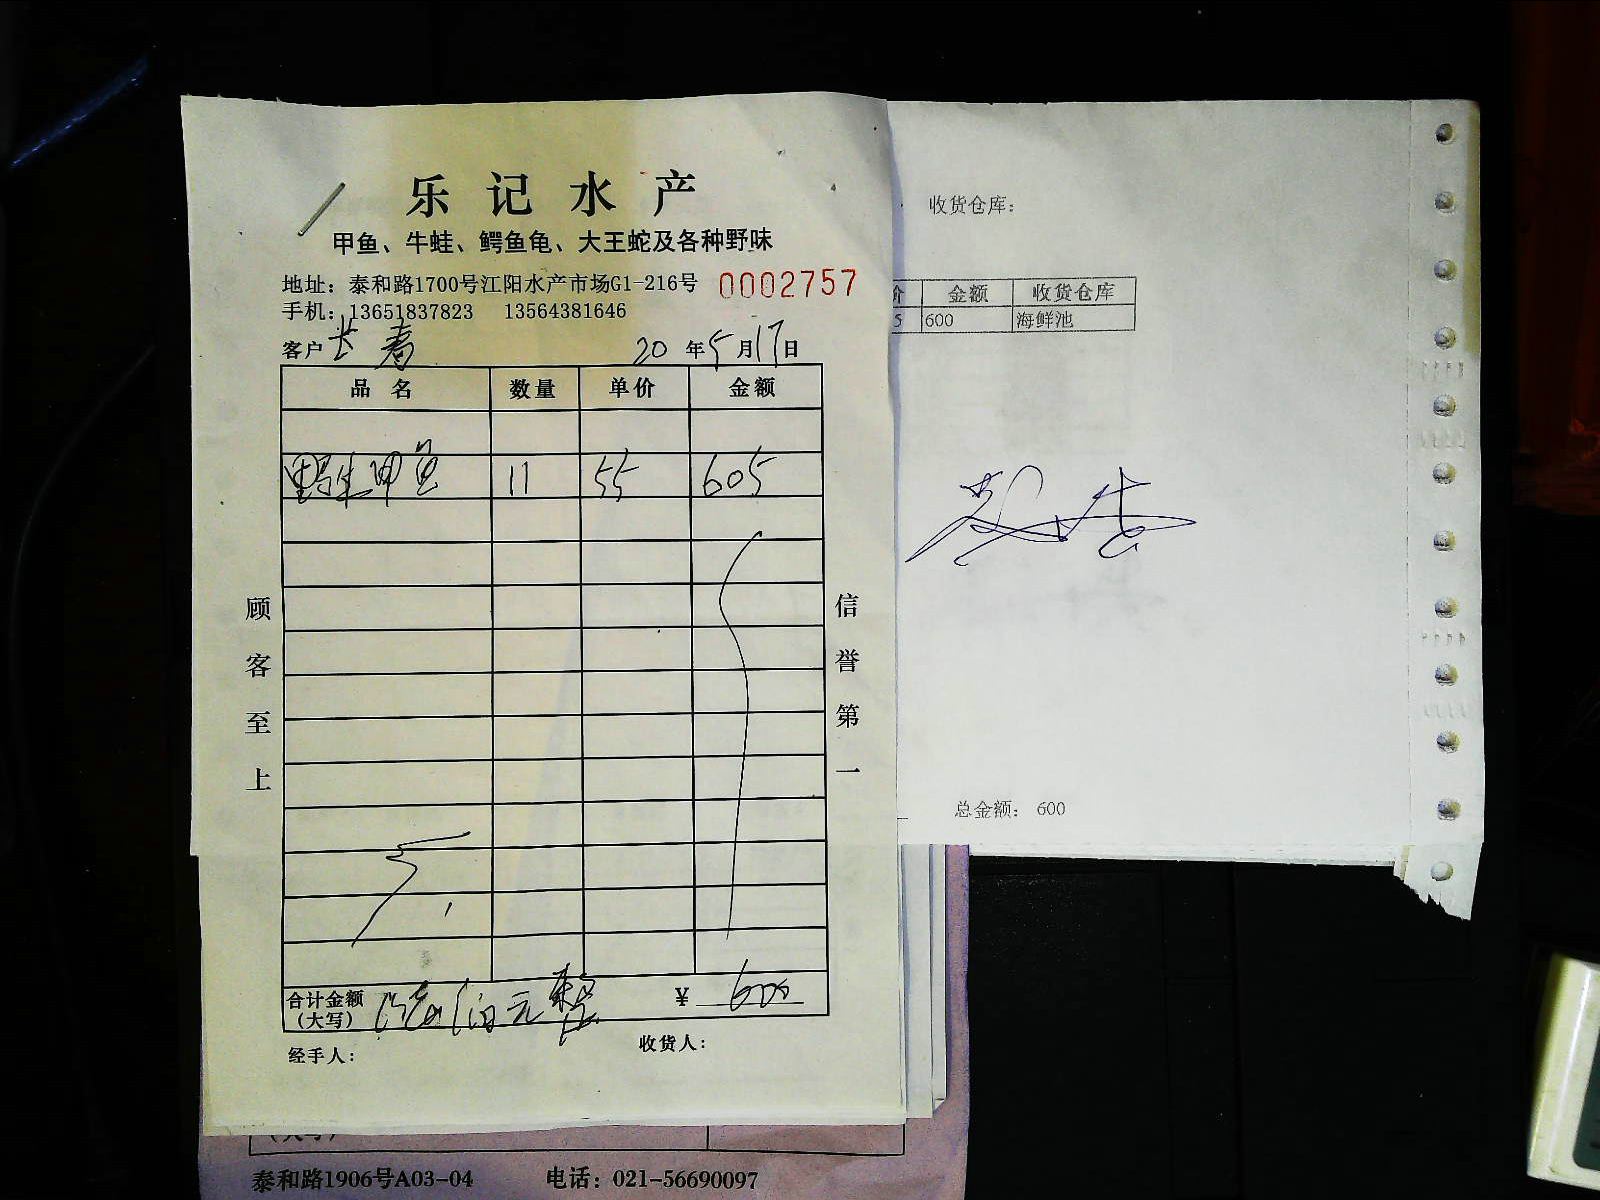 乐记水产
甲鱼、牛蛙、鳄鱼龟、大王蛇及各种野味
地址：泰和路1700号江阳水产市场G1-216号 0002757
手机：13651837823 13564381646
客户 长春 20 年 5 月 17 日
品名 数量 单价 金额
野生甲鱼 11 55 605
顾客至上
信誉第一
合计金额（大写） 陆佰元整 ¥ 600
经手人： 收货人：
收货仓库：
价 金额 收货仓库
5 600 海鲜池
总金额： 600
（大写）
泰和路1906号A03-04 电话：021-56690097